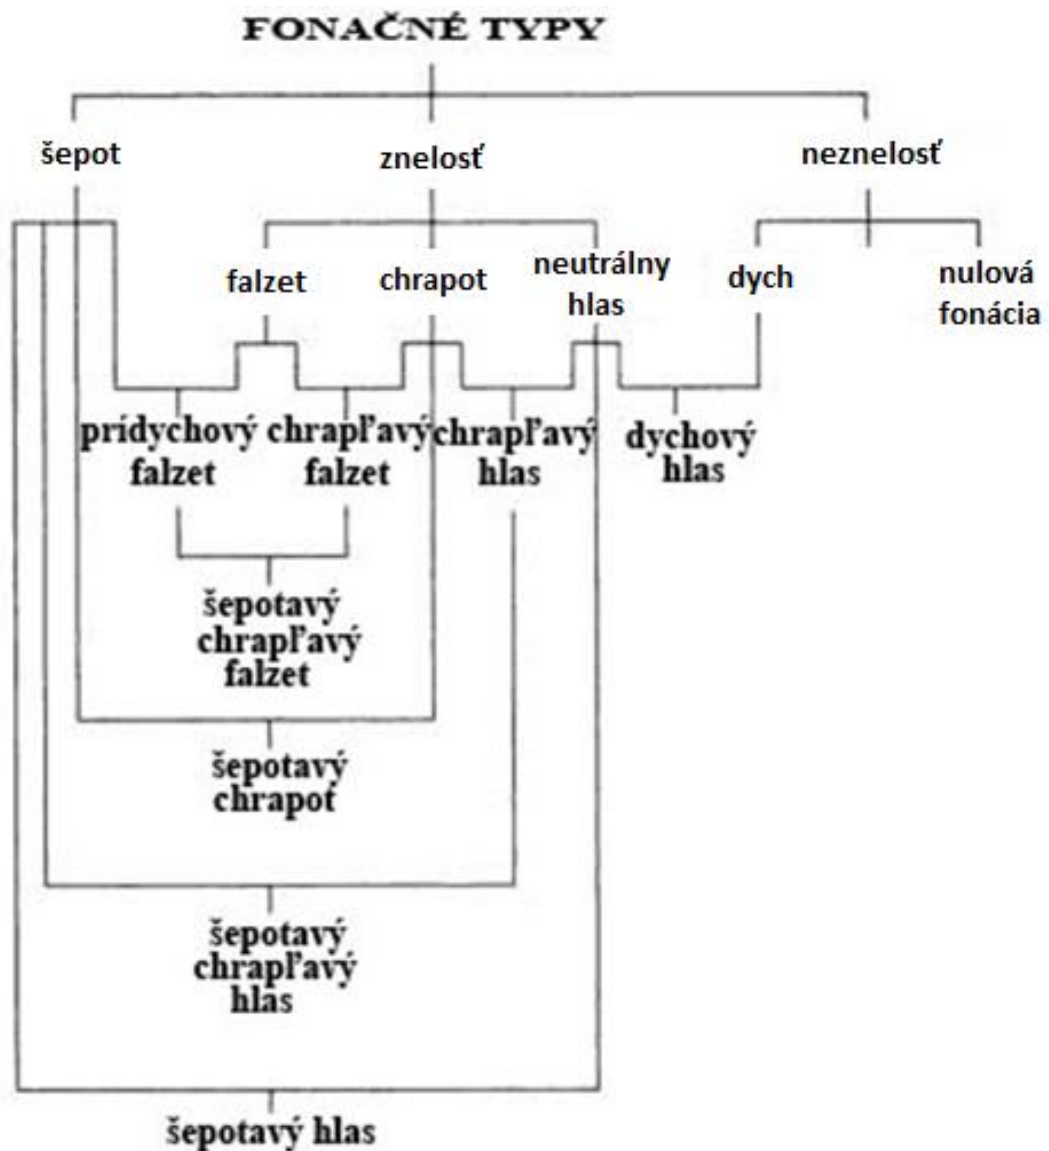 FONAČNÉ TYPY
šepot
znelosť
neznelosť
falzet
chrapot
neutrálny
hlas
dych
nulová
fonácia
prídychový
falzet
chrapľavý
falzet
chrapľavý
hlas
dychový
hlas
šepotavý
chrapľavý
falzet
šepotavý
chrapot
šepotavý
chrapľavý
hlas
šepotavý hlas